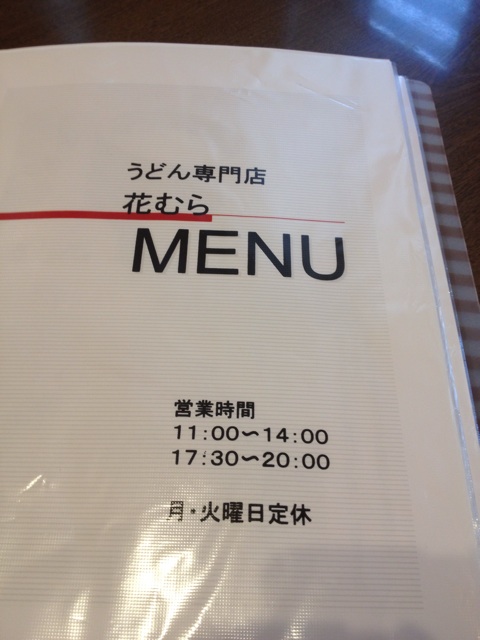 うどん専門店
花むら
MENU
営業時間
11:00〜14:00
17:30〜20:00
月・火曜日定休